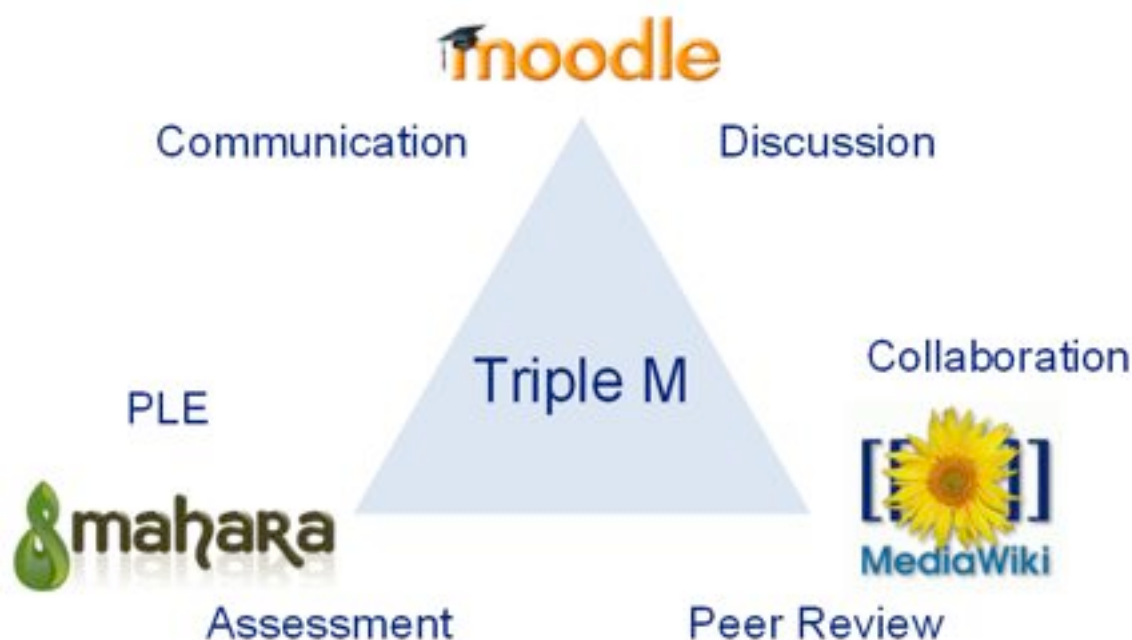 moodle
Communication
Discussion
Triple M
Collaboration
PLE
[[ ]]
mahara
MediaWiki
Assessment
Peer Review